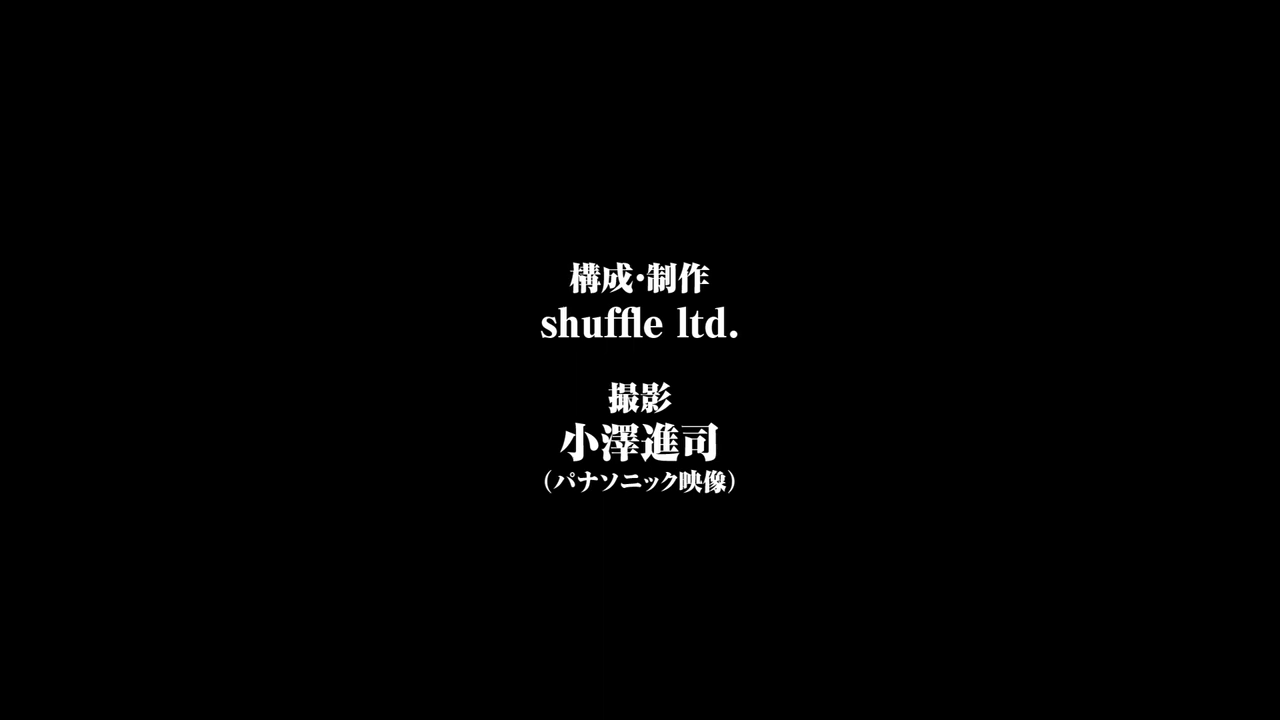 構成･制作
shuffle ltd.
撮影
小澤進司
(パナソニック映像)